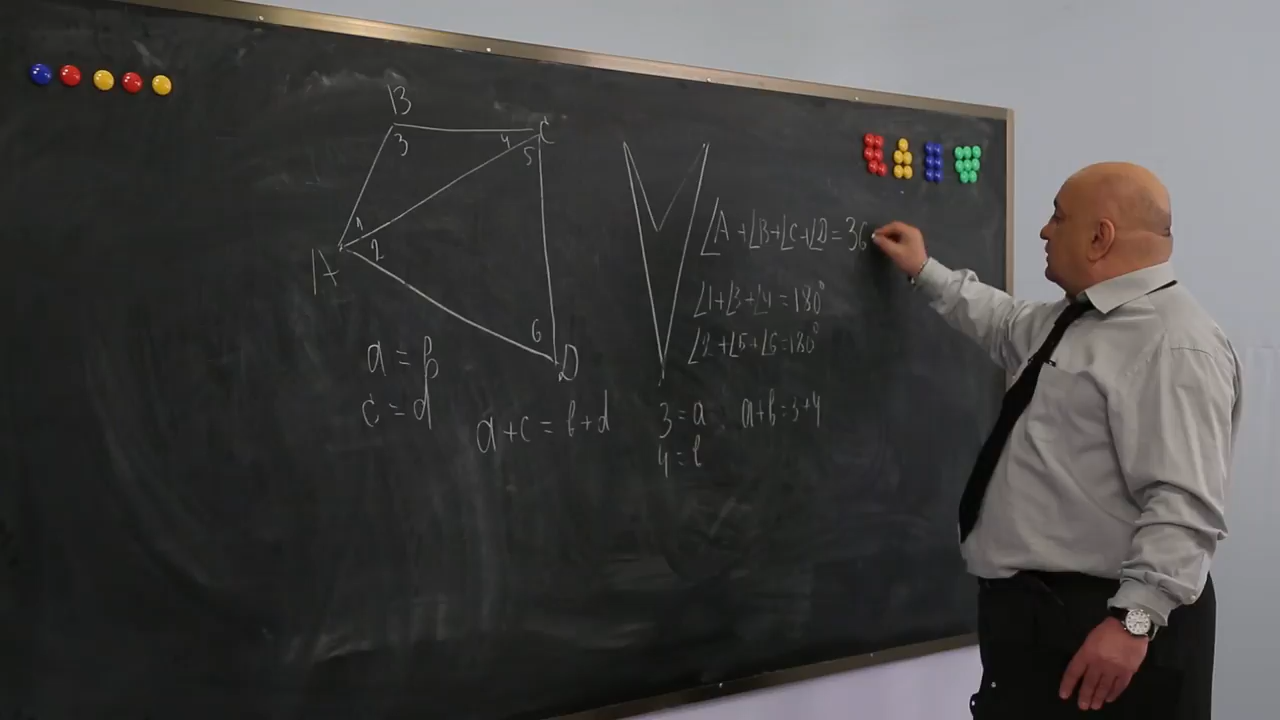 B
C
3
4
5
1
2
A
6
D
∠A+∠B+∠C+∠D=36
∠1+∠3+∠4=180°
∠2+∠5+∠6=180°
a=b
c=d
a+c=b+d
3=a
a+b=3+4
4=b